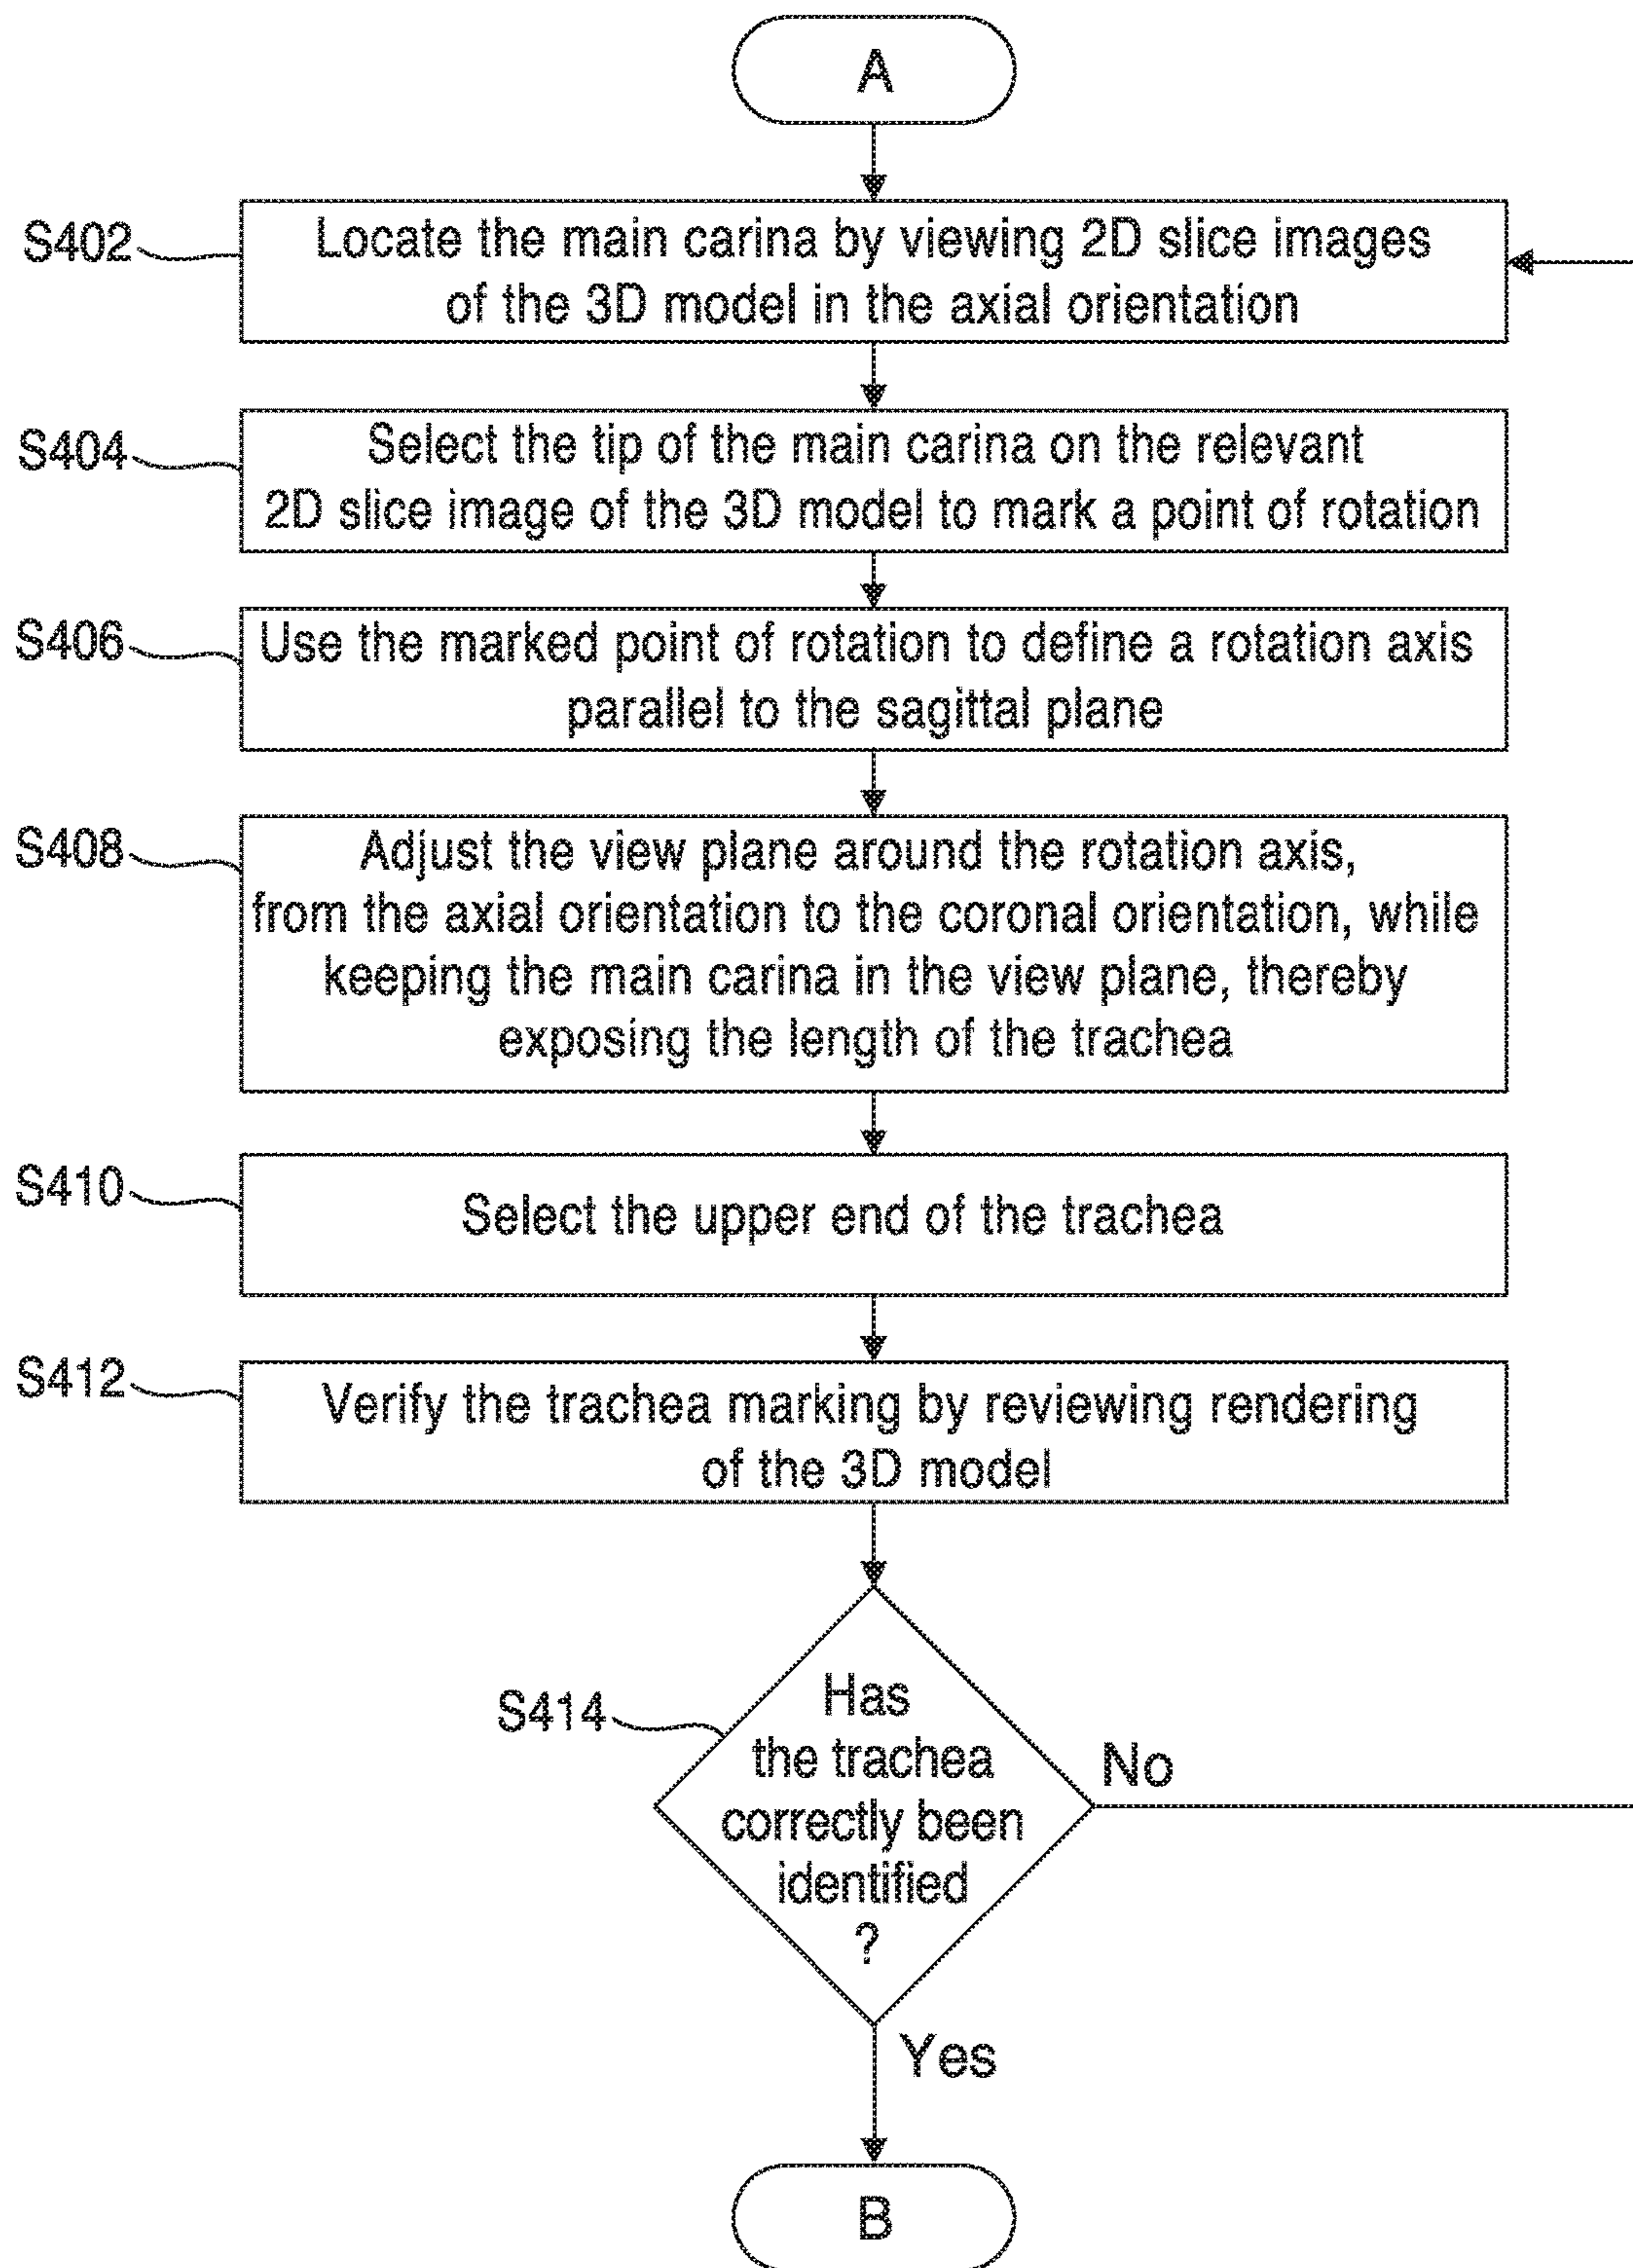 A
S402
Locate the main carina by viewing 2D slice images
of the 3D model in the axial orientation
S404
Select the tip of the main carina on the relevant
2D slice image of the 3D model to mark a point of rotation
S406
Use the marked point of rotation to define a rotation axis
parallel to the sagittal plane
S408
Adjust the view plane around the rotation axis,
from the axial orientation to the coronal orientation, while
keeping the main carina in the view plane, thereby
exposing the length of the trachea
S410
Select the upper end of the trachea
S412
Verify the trachea marking by reviewing rendering
of the 3D model
S414
Has
the trachea
correctly been
identified
?
No
Yes
B